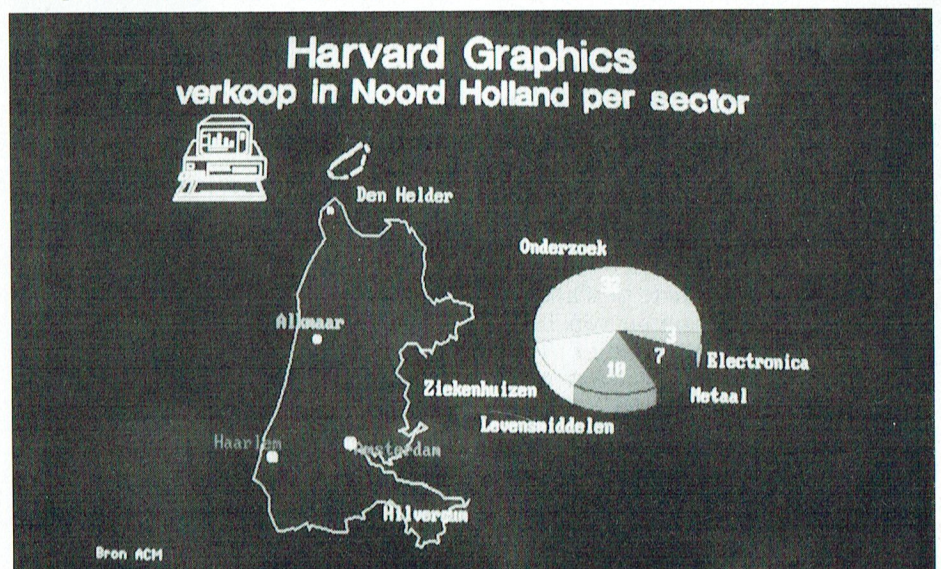 Harvard Graphics
verkoop in Noord Holland per sector
Den Helder
Onderzoek
32
Alkmaar
3
7
Electronica
10
Ziekenhuizen
Metaal
Levensmiddelen
Haarlem
Amsterdam
Hilversum
Bron ACM